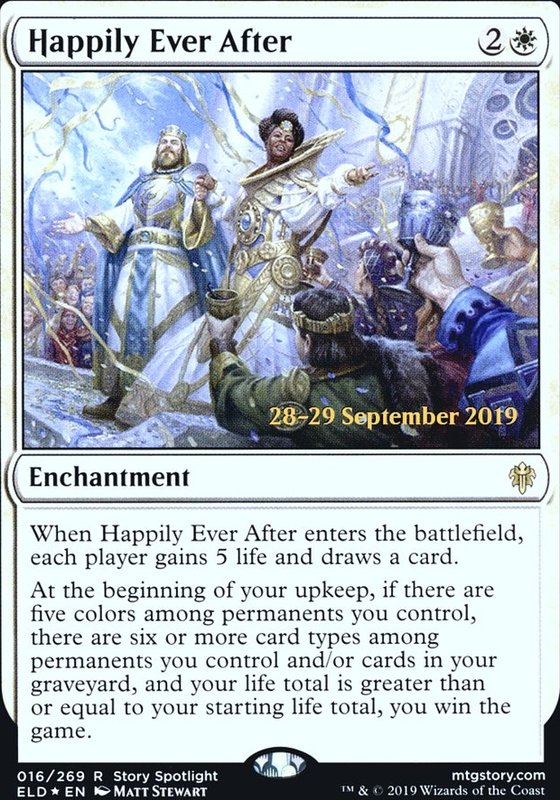 Happily Ever After 2
28–29 September 2019
Enchantment
When Happily Ever After enters the battlefield,
each player gains 5 life and draws a card.
At the beginning of your upkeep, if there are
five colors among permanents you control,
there are six or more card types among
permanents you control and/or cards in your
graveyard, and your life total is greater than
or equal to your starting life total, you win the
game.
016/269 R Story Spotlight
mtgstory.com
ELD ★ EN Matt Stewart
™ & © 2019 Wizards of the Coast